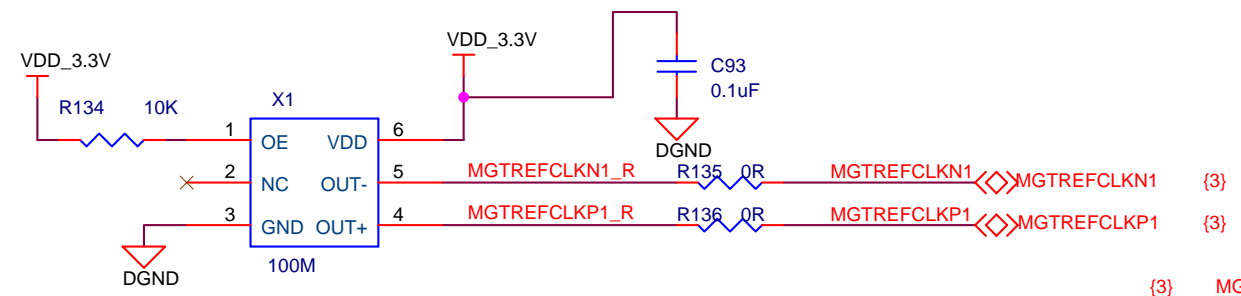 VDD_3.3V
VDD_3.3V
C93
0.1uF
R134 10K
X1
DGND
1 OE VDD 6
2 NC OUT- 5 MGTREFCLKN1_R R135 0R MGTREFCLKN1 MGTREFCLKN1 {3}
3 GND OUT+ 4 MGTREFCLKP1_R R136 0R MGTREFCLKP1 MGTREFCLKP1 {3}
100M
DGND
{3} MG